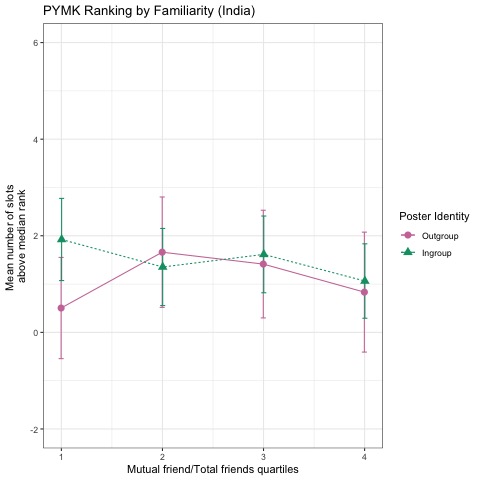 PYMK Ranking by Familiarity (India)
Mean number of slots
above median rank
6
4
2
0
-2
1 2 3 4
Mutual friend/Total friends quartiles
Poster Identity
Outgroup
Ingroup